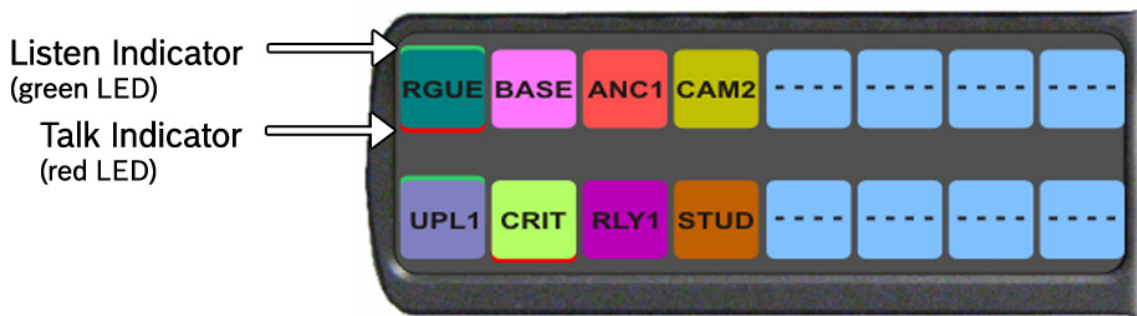 Listen Indicator
(green LED)
Talk Indicator
(red LED)
RGUE BASE ANC1 CAM2 ---- ---- ---- ----
UPL1 CRIT RLY1 STUD ---- ---- ---- ----